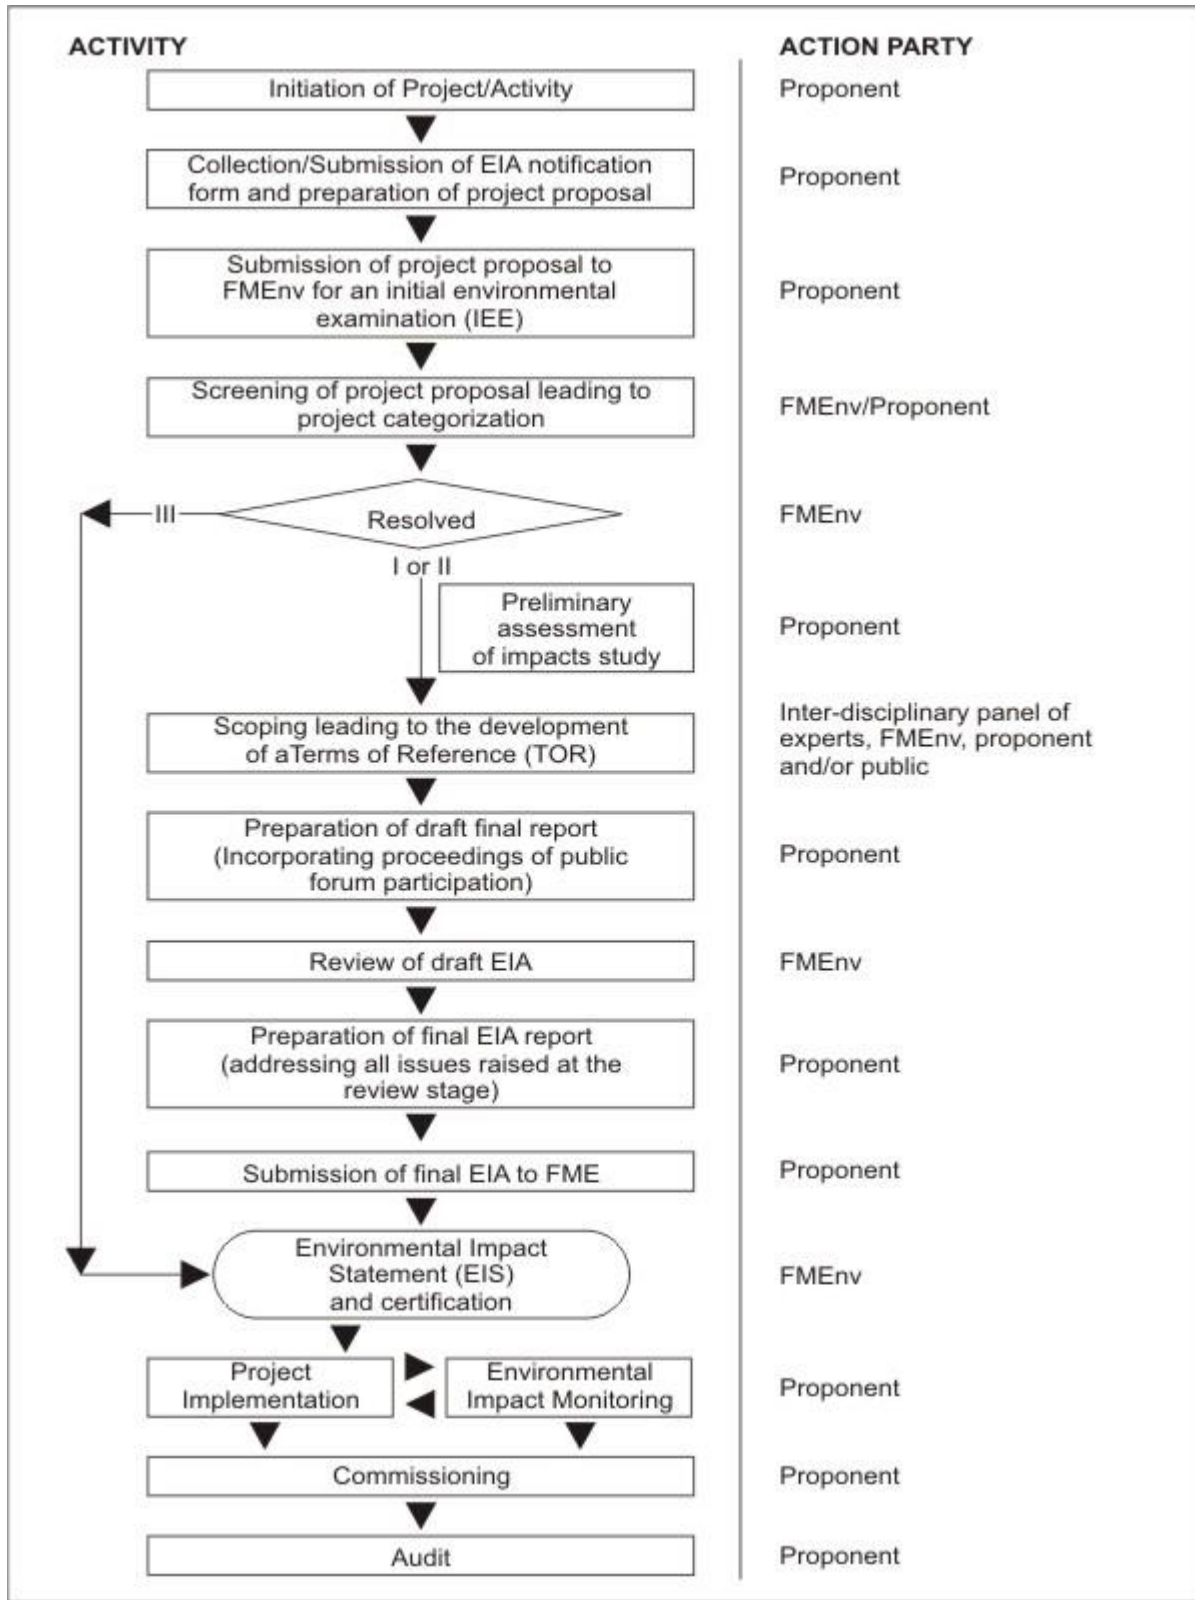 ACTIVITY
ACTION PARTY
Initiation of Project/Activity
Proponent
Collection/Submission of EIA notification
form and preparation of project proposal
Proponent
Submission of project proposal to
FMEnv for an initial environmental
examination (IEE)
Proponent
Screening of project proposal leading to
project categorization
FMEnv/Proponent
III
Resolved
FMEnv
I or II
Preliminary
assessment
of impacts study
Proponent
Scoping leading to the development
of aTerms of Reference (TOR)
Inter-disciplinary panel of
experts, FMEnv, proponent
and/or public
Preparation of draft final report
(Incorporating proceedings of public
forum participation)
Proponent
Review of draft EIA
FMEnv
Preparation of final EIA report
(addressing all issues raised at the
review stage)
Proponent
Submission of final EIA to FME
Proponent
Environmental Impact
Statement (EIS)
and certification
FMEnv
Project
Implementation
Environmental
Impact Monitoring
Proponent
Commissioning
Proponent
Audit
Proponent